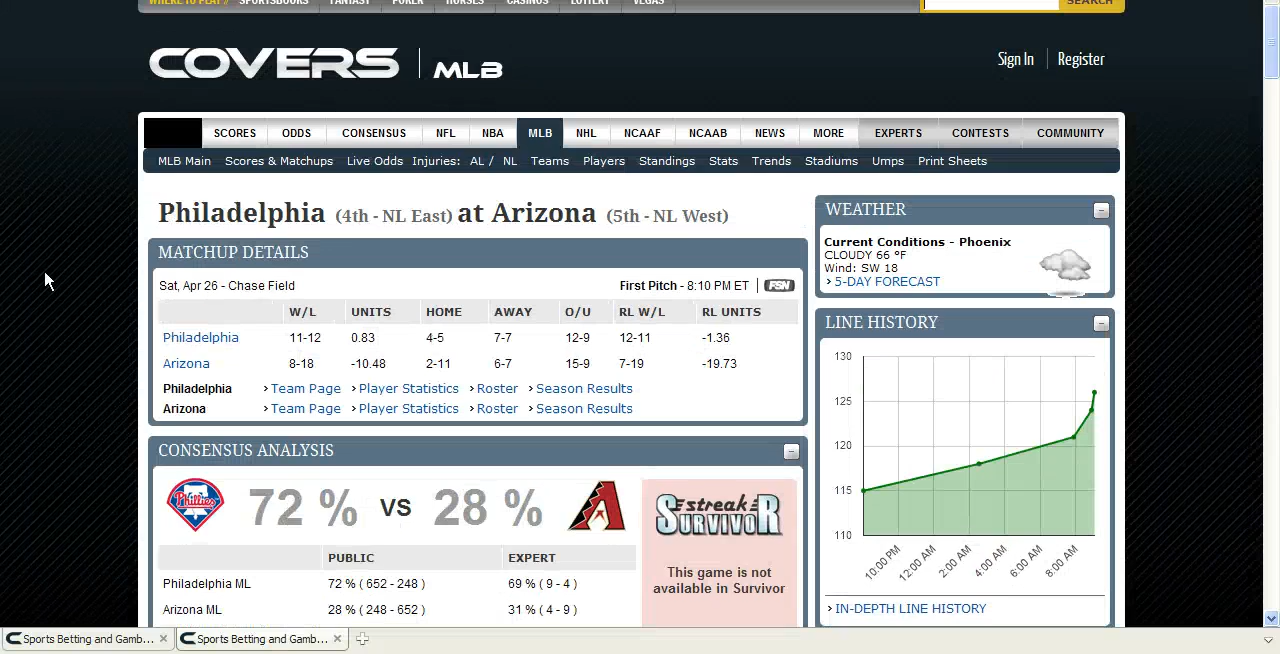 WHERE TO PLAY // SPORTSBOOKS FANTASY POKER HORSES CASINOS LOTTERY VEGAS SEARCH
COVERS MLB Sign In Register
SCORES ODDS CONSENSUS NFL NBA MLB NHL NCAAF NCAAB NEWS MORE EXPERTS CONTESTS COMMUNITY
MLB Main Scores & Matchups Live Odds Injuries: AL / NL Teams Players Standings Stats Trends Stadiums Umps Print Sheets
Philadelphia (4th - NL East) at Arizona (5th - NL West)
MATCHUP DETAILS
Sat, Apr 26 - Chase Field First Pitch - 8:10 PM ET | FSN
W/L UNITS HOME AWAY O/U RL W/L RL UNITS
Philadelphia 11-12 0.83 4-5 7-7 12-9 12-11 -1.36
Arizona 8-18 -10.48 2-11 6-7 15-9 7-19 -19.73
Philadelphia › Team Page › Player Statistics › Roster › Season Results
Arizona › Team Page › Player Statistics › Roster › Season Results
CONSENSUS ANALYSIS
Phillies 72 % VS 28 % A
PUBLIC EXPERT
Philadelphia ML 72 % ( 652 - 248 ) 69 % ( 9 - 4 )
Arizona ML 28 % ( 248 - 652 ) 31 % ( 4 - 9 )
streak
SURVIVOR
This game is not
available in Survivor
WEATHER
Current Conditions - Phoenix
CLOUDY 66 °F
Wind: SW 18
› 5-DAY FORECAST
LINE HISTORY
130
125
120
115
110
10:00 PM 12:00 AM 2:00 AM 4:00 AM 6:00 AM 8:00 AM
› IN-DEPTH LINE HISTORY
Sports Betting and Gamb... Sports Betting and Gamb...